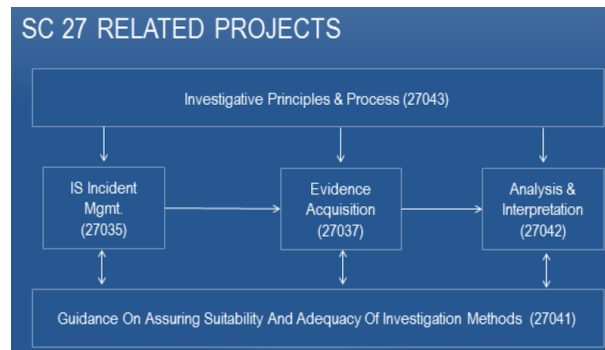 SC 27 RELATED PROJECTS
Investigative Principles & Process (27043)
IS Incident
Mgmt.
(27035)
Evidence
Acquisition
(27037)
Analysis &
Interpretation
(27042)
Guidance On Assuring Suitability And Adequacy Of Investigation Methods (27041)